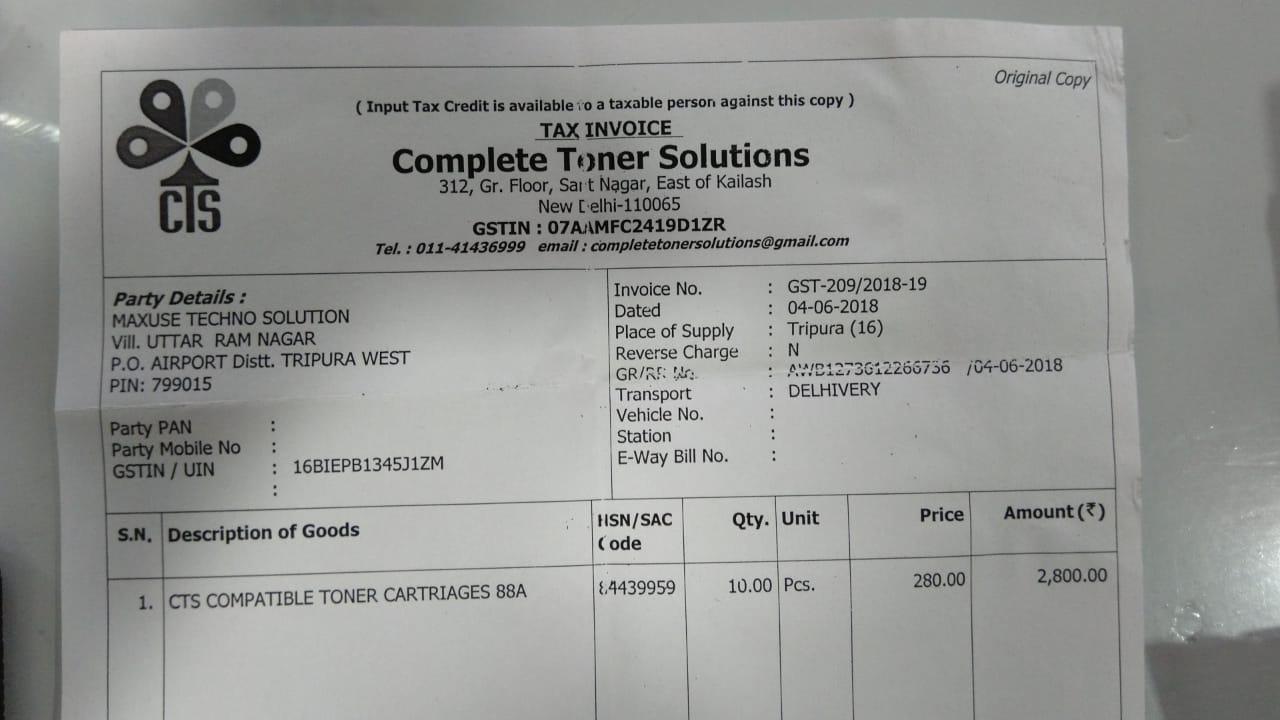 Original Copy
( Input Tax Credit is available to a taxable person against this copy )
TAX INVOICE
Complete Toner Solutions
312, Gr. Floor, Sant Nagar, East of Kailash
New Delhi-110065
GSTIN : 07AAMFC2419D1ZR
Tel. : 011-41436999 email : completetonersolutions@gmail.com
CTS
Party Details :
MAXUSE TECHNO SOLUTION
Vill. UTTAR RAM NAGAR
P.O. AIRPORT Distt. TRIPURA WEST
PIN: 799015
Party PAN :
Party Mobile No :
GSTIN / UIN : 16BIEPB1345J1ZM
:
Invoice No. : GST-209/2018-19
Dated : 04-06-2018
Place of Supply : Tripura (16)
Reverse Charge : N
GR/RR No. : /04-06-2018
Transport : DELHIVERY
Vehicle No. :
Station :
E-Way Bill No. :
S.N. Description of Goods HSN/SAC Code Qty. Unit Price Amount (₹)
1. CTS COMPATIBLE TONER CARTRIAGES 88A 84439959 10.00 Pcs. 280.00 2,800.00